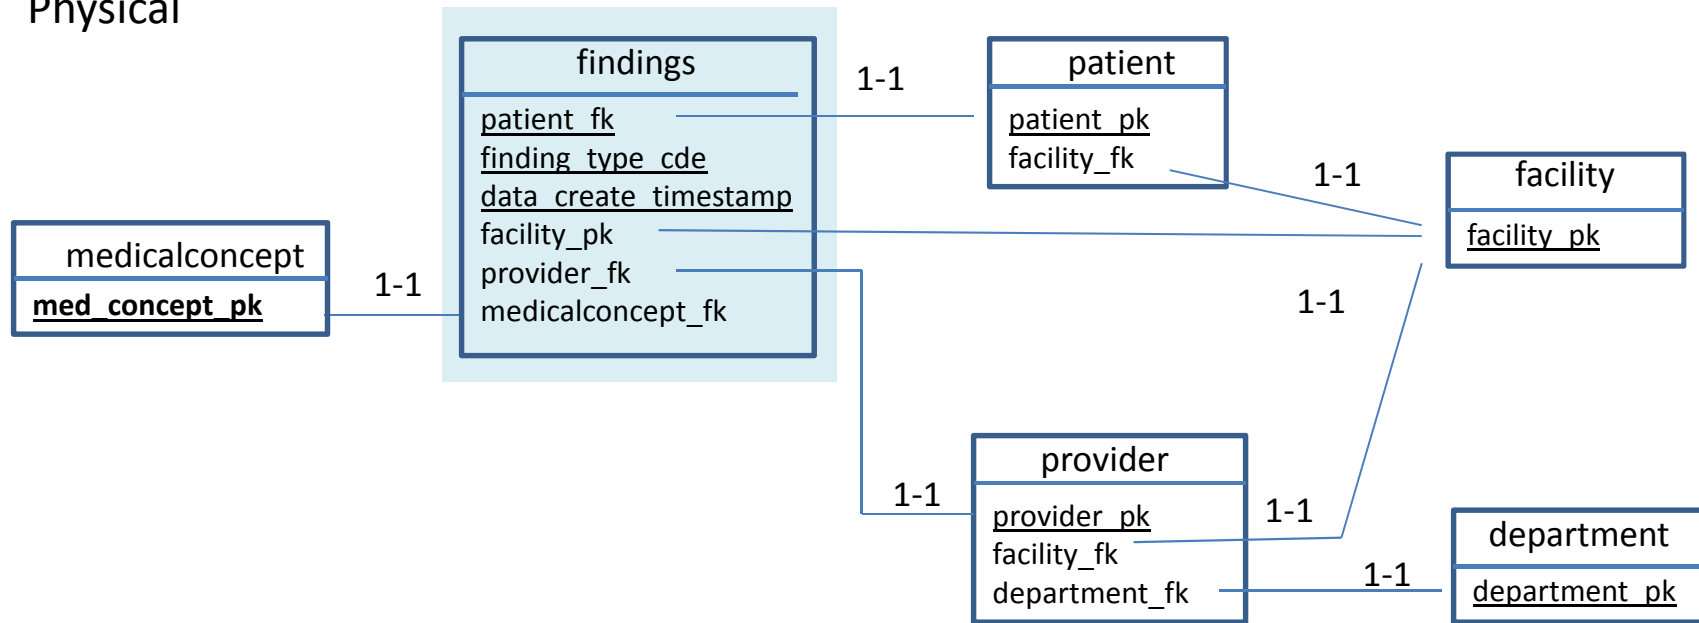 Physical
findings
patient_fk
finding_type_cde
data_create_timestamp
facility_pk
provider_fk
medicalconcept_fk
1-1
patient
patient_pk
facility_fk
1-1
facility
facility_pk
medicalconcept
med_concept_pk
1-1
1-1
provider
provider_pk
facility_fk
department_fk
1-1
1-1
1-1
department
department_pk